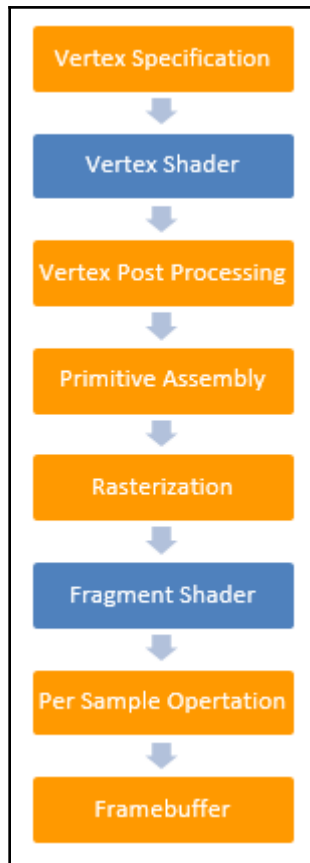 Vertex Specification
Vertex Shader
Vertex Post Processing
Primitive Assembly
Rasterization
Fragment Shader
Per Sample Opertation
Framebuffer